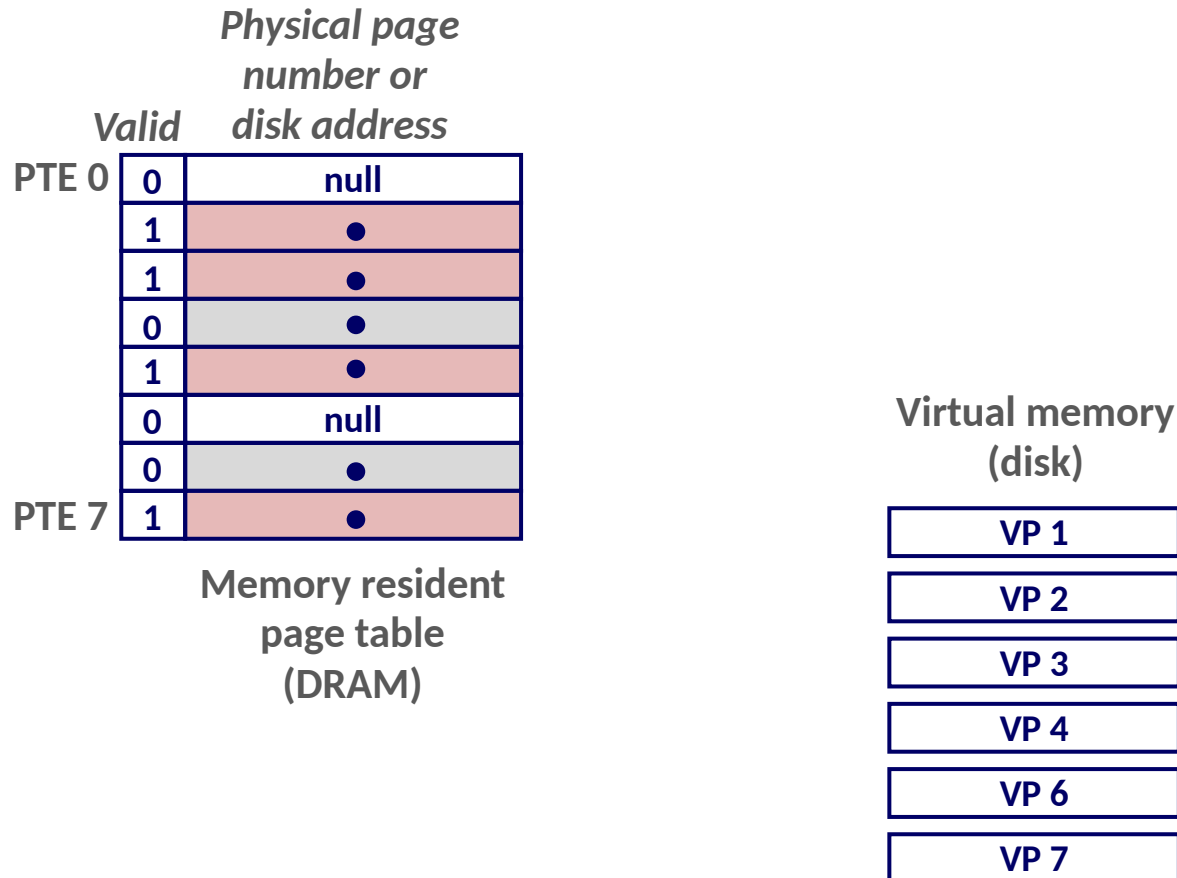 Physical page
number or
disk address
Valid
PTE 0
0 null
1
1
0
1
0 null
0
PTE 7 1
Memory resident
page table
(DRAM)
Virtual memory
(disk)
VP 1
VP 2
VP 3
VP 4
VP 6
VP 7